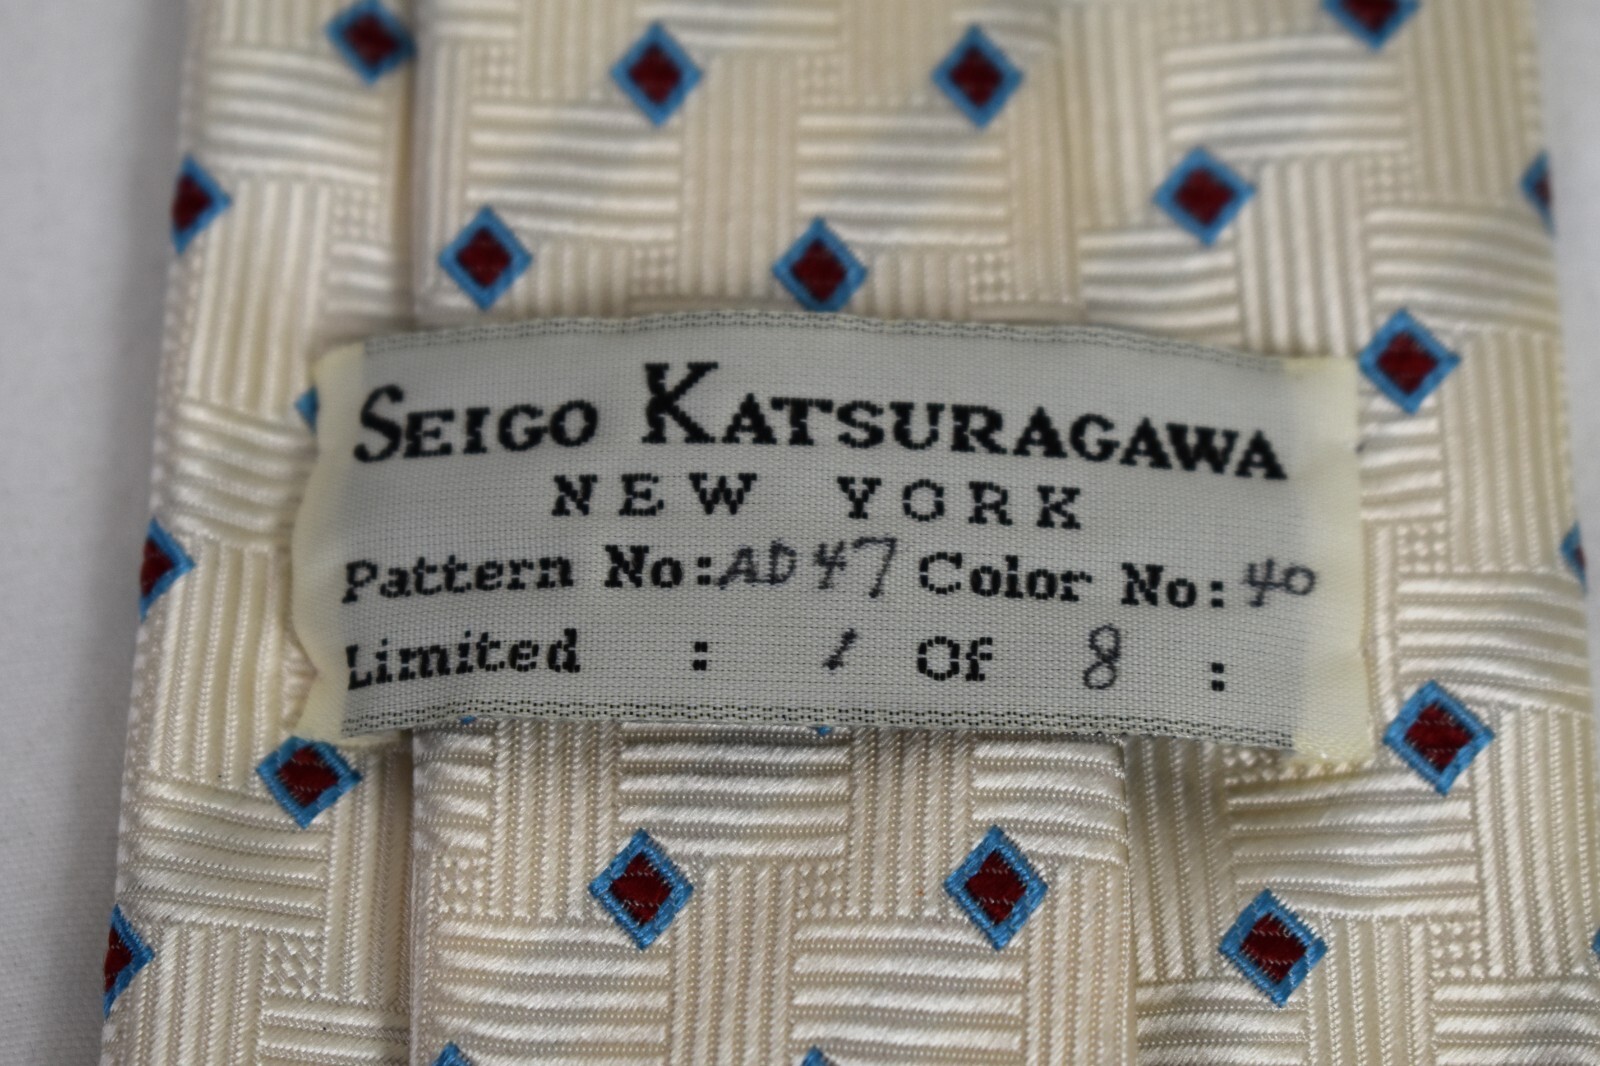 SEIGO KATSURAGAWA
NEW YORK
Pattern No: AD47 Color No: 40
Limited : 1 Of 8 :